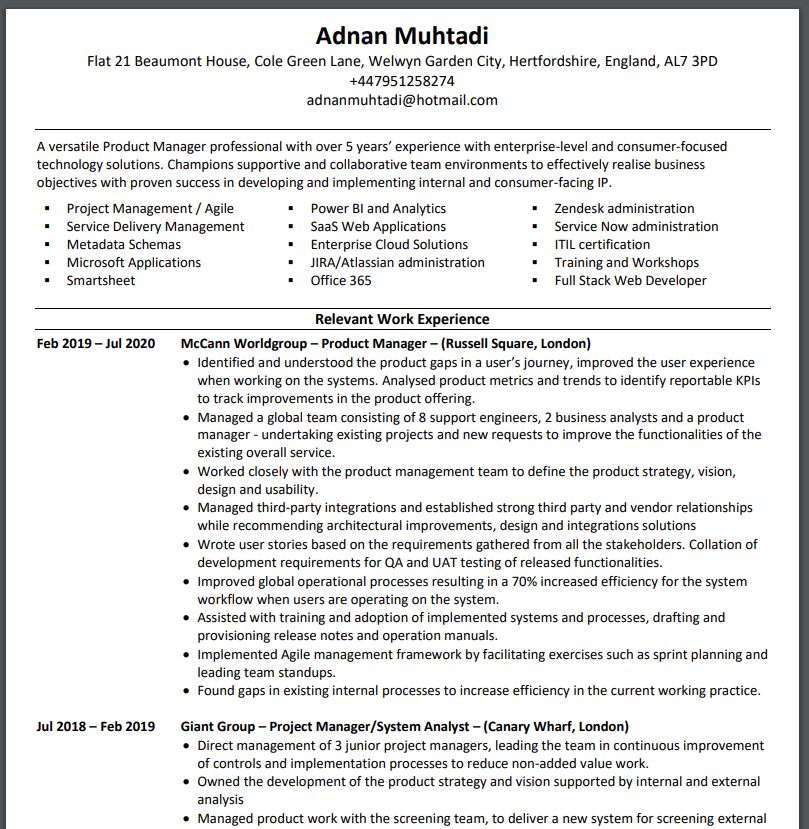 Adnan Muhtadi
Flat 21 Beaumont House, Cole Green Lane, Welwyn Garden City, Hertfordshire, England, AL7 3PD
+447951258274
adnanmuhtadi@hotmail.com
A versatile Product Manager professional with over 5 years' experience with enterprise-level and consumer-focused
technology solutions. Champions supportive and collaborative team environments to effectively realise business
objectives with proven success in developing and implementing internal and consumer-facing IP.
▪ Project Management / Agile
▪ Service Delivery Management
▪ Metadata Schemas
▪ Microsoft Applications
▪ Smartsheet
▪ Power BI and Analytics
▪ SaaS Web Applications
▪ Enterprise Cloud Solutions
▪ JIRA/Atlassian administration
▪ Office 365
▪ Zendesk administration
▪ Service Now administration
▪ ITIL certification
▪ Training and Workshops
▪ Full Stack Web Developer
Relevant Work Experience
Feb 2019 – Jul 2020 McCann Worldgroup – Product Manager – (Russell Square, London)
• Identified and understood the product gaps in a user's journey, improved the user experience
when working on the systems. Analysed product metrics and trends to identify reportable KPIs
to track improvements in the product offering.
• Managed a global team consisting of 8 support engineers, 2 business analysts and a product
manager - undertaking existing projects and new requests to improve the functionalities of the
existing overall service.
• Worked closely with the product management team to define the product strategy, vision,
design and usability.
• Managed third-party integrations and established strong third party and vendor relationships
while recommending architectural improvements, design and integrations solutions
• Wrote user stories based on the requirements gathered from all the stakeholders. Collation of
development requirements for QA and UAT testing of released functionalities.
• Improved global operational processes resulting in a 70% increased efficiency for the system
workflow when users are operating on the system.
• Assisted with training and adoption of implemented systems and processes, drafting and
provisioning release notes and operation manuals.
• Implemented Agile management framework by facilitating exercises such as sprint planning and
leading team standups.
• Found gaps in existing internal processes to increase efficiency in the current working practice.
Jul 2018 – Feb 2019 Giant Group – Project Manager/System Analyst – (Canary Wharf, London)
• Direct management of 3 junior project managers, leading the team in continuous improvement
of controls and implementation processes to reduce non-added value work.
• Owned the development of the product strategy and vision supported by internal and external
analysis
• Managed product work with the screening team, to deliver a new system for screening external